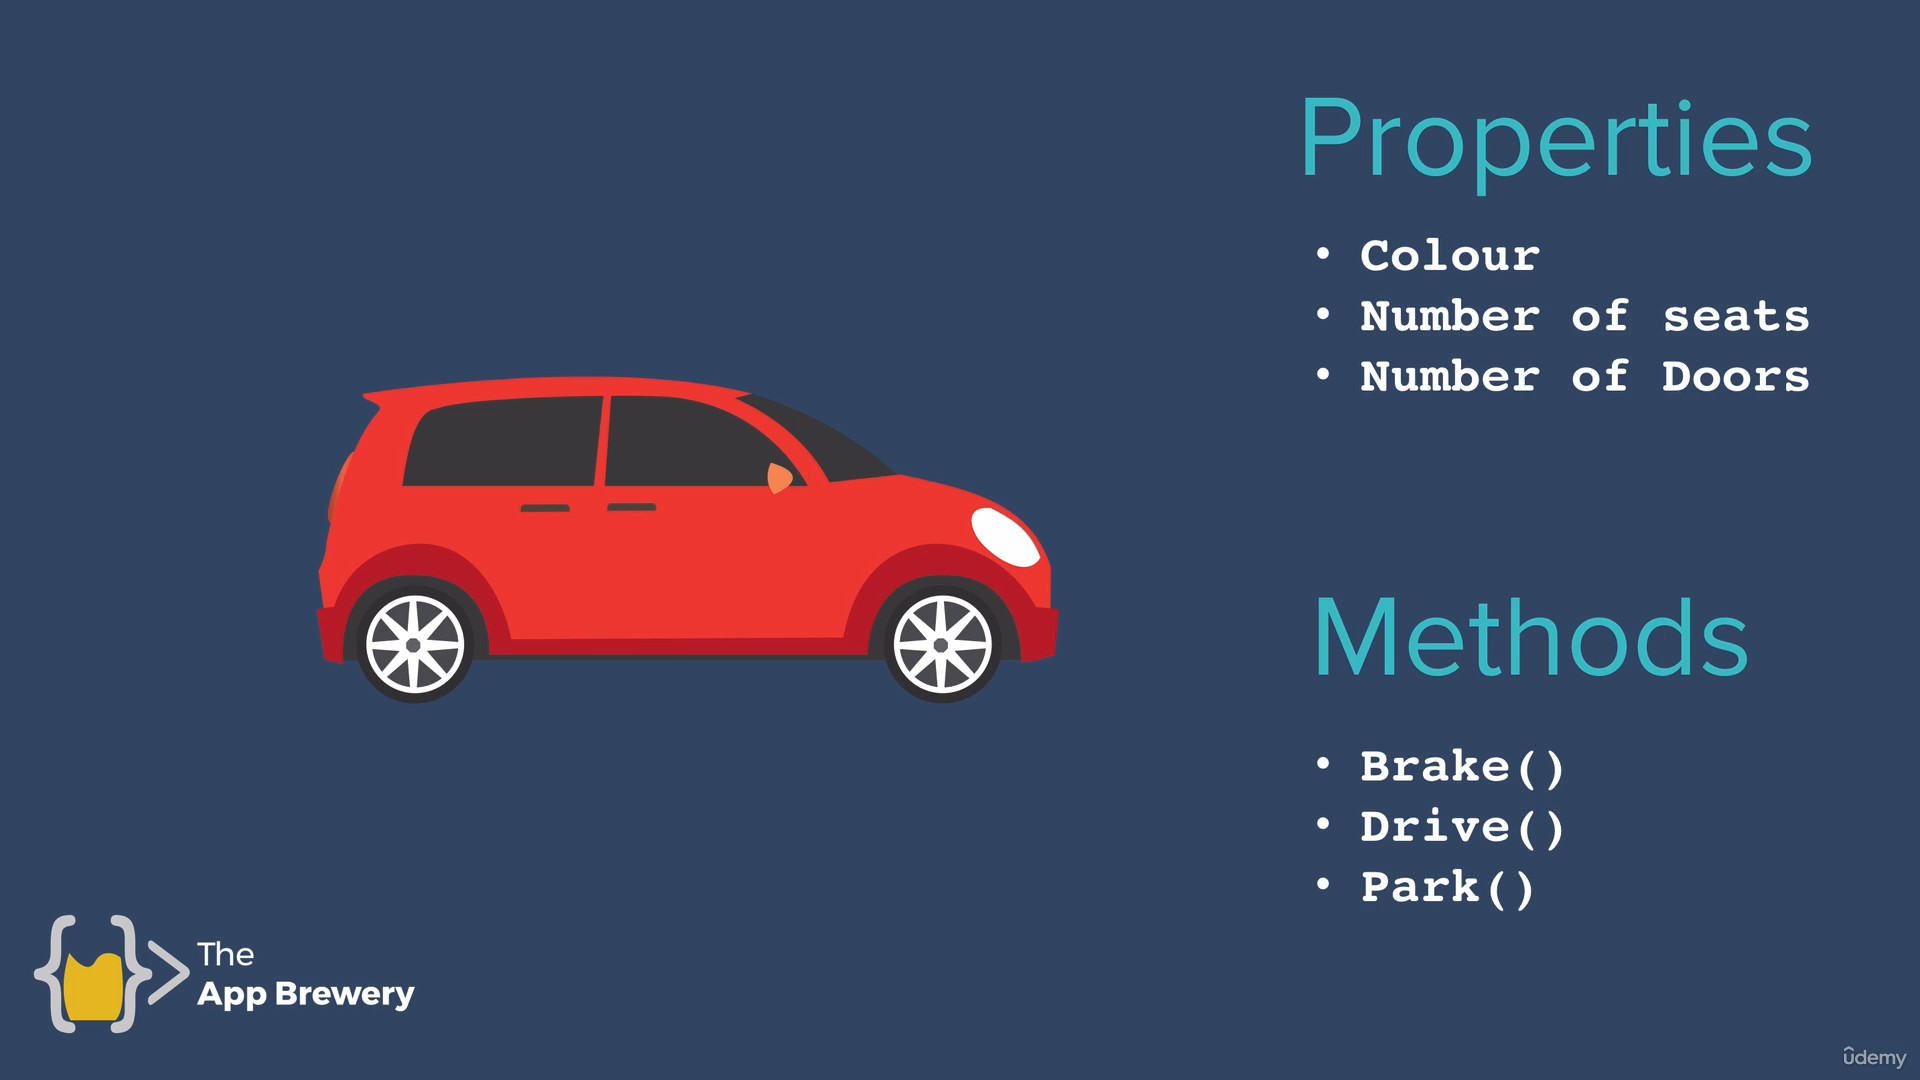 Properties
• Colour
• Number of seats
• Number of Doors
Methods
• Brake()
• Drive()
• Park()
The
App Brewery
ûdemy